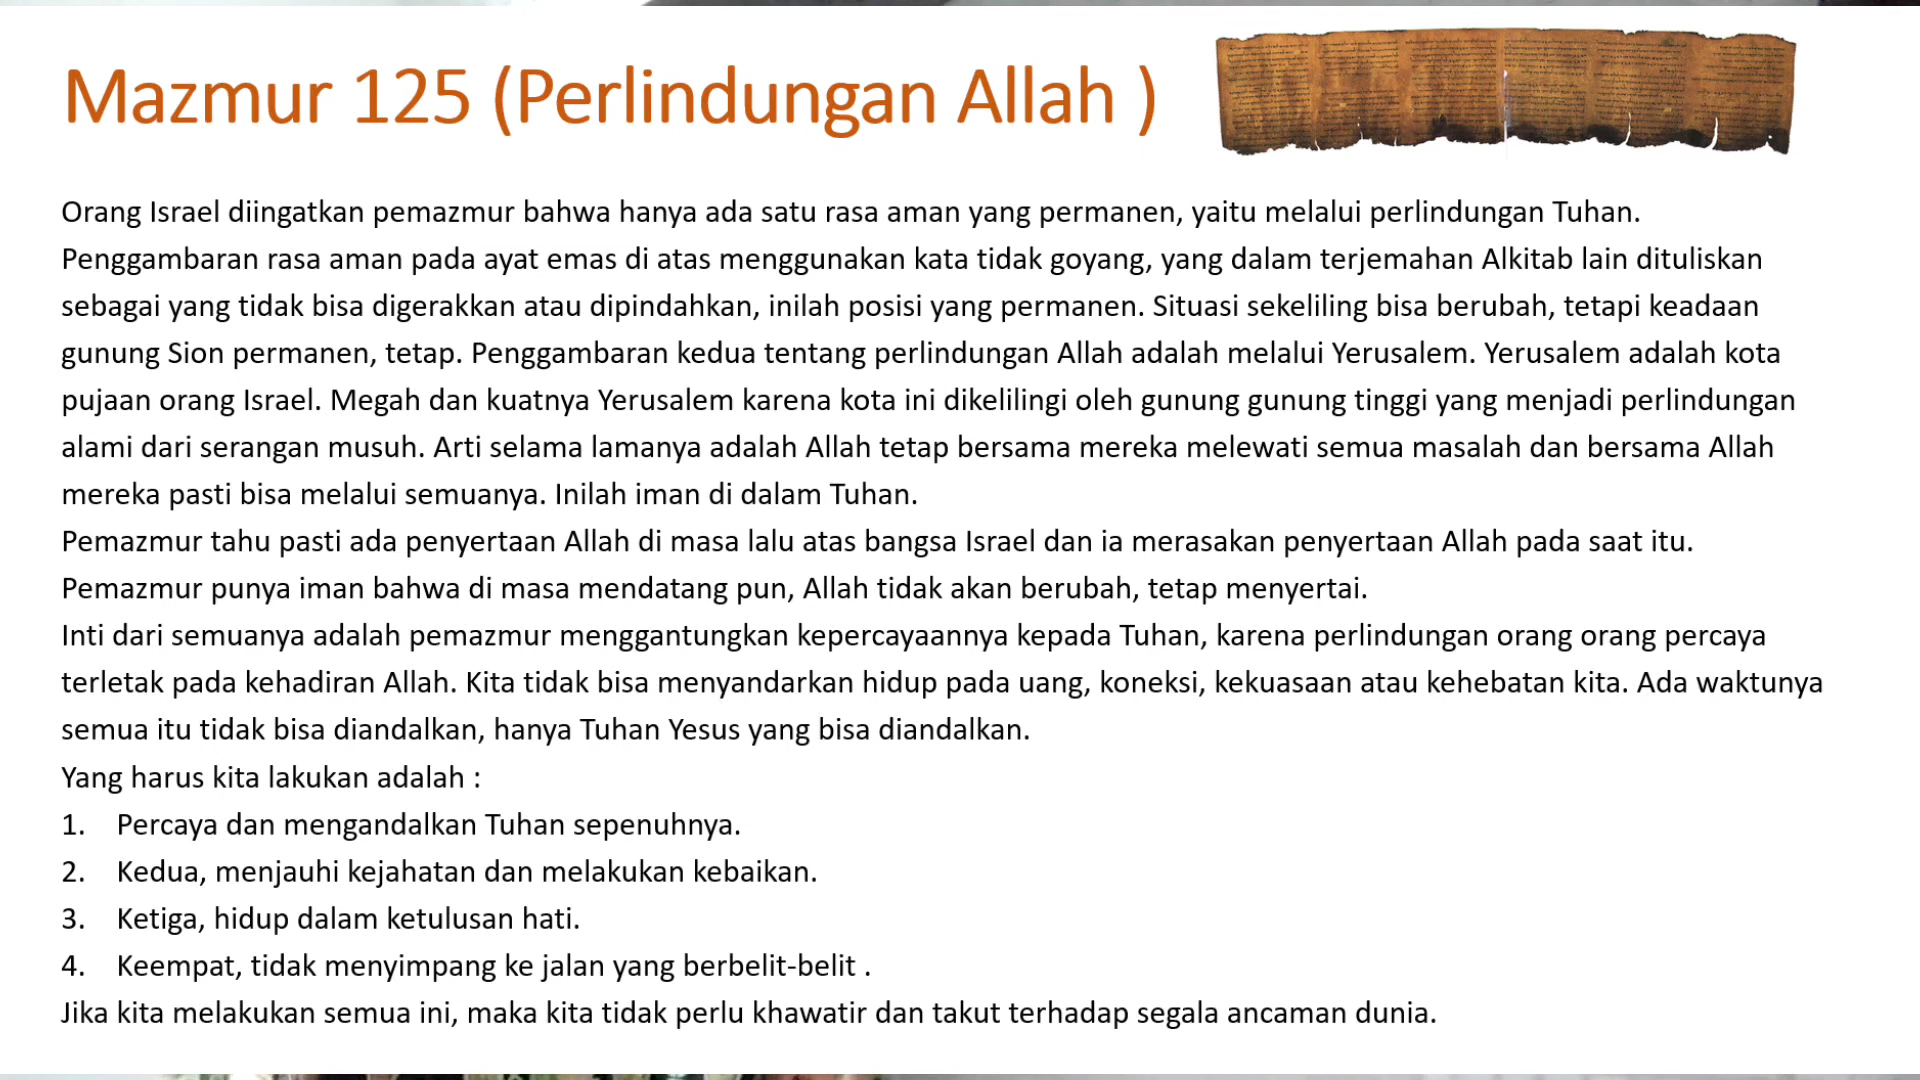 Mazmur 125 (Perlindungan Allah )
Orang Israel diingatkan pemazmur bahwa hanya ada satu rasa aman yang permanen, yaitu melalui perlindungan Tuhan.
Penggambaran rasa aman pada ayat emas di atas menggunakan kata tidak goyang, yang dalam terjemahan Alkitab lain dituliskan
sebagai yang tidak bisa digerakkan atau dipindahkan, inilah posisi yang permanen. Situasi sekeliling bisa berubah, tetapi keadaan
gunung Sion permanen, tetap. Penggambaran kedua tentang perlindungan Allah adalah melalui Yerusalem. Yerusalem adalah kota
pujaan orang Israel. Megah dan kuatnya Yerusalem karena kota ini dikelilingi oleh gunung gunung tinggi yang menjadi perlindungan
alami dari serangan musuh. Arti selama lamanya adalah Allah tetap bersama mereka melewati semua masalah dan bersama Allah
mereka pasti bisa melalui semuanya. Inilah iman di dalam Tuhan.
Pemazmur tahu pasti ada penyertaan Allah di masa lalu atas bangsa Israel dan ia merasakan penyertaan Allah pada saat itu.
Pemazmur punya iman bahwa di masa mendatang pun, Allah tidak akan berubah, tetap menyertai.
Inti dari semuanya adalah pemazmur menggantungkan kepercayaannya kepada Tuhan, karena perlindungan orang orang percaya
terletak pada kehadiran Allah. Kita tidak bisa menyandarkan hidup pada uang, koneksi, kekuasaan atau kehebatan kita. Ada waktunya
semua itu tidak bisa diandalkan, hanya Tuhan Yesus yang bisa diandalkan.
Yang harus kita lakukan adalah :
1. Percaya dan mengandalkan Tuhan sepenuhnya.
2. Kedua, menjauhi kejahatan dan melakukan kebaikan.
3. Ketiga, hidup dalam ketulusan hati.
4. Keempat, tidak menyimpang ke jalan yang berbelit-belit .
Jika kita melakukan semua ini, maka kita tidak perlu khawatir dan takut terhadap segala ancaman dunia.